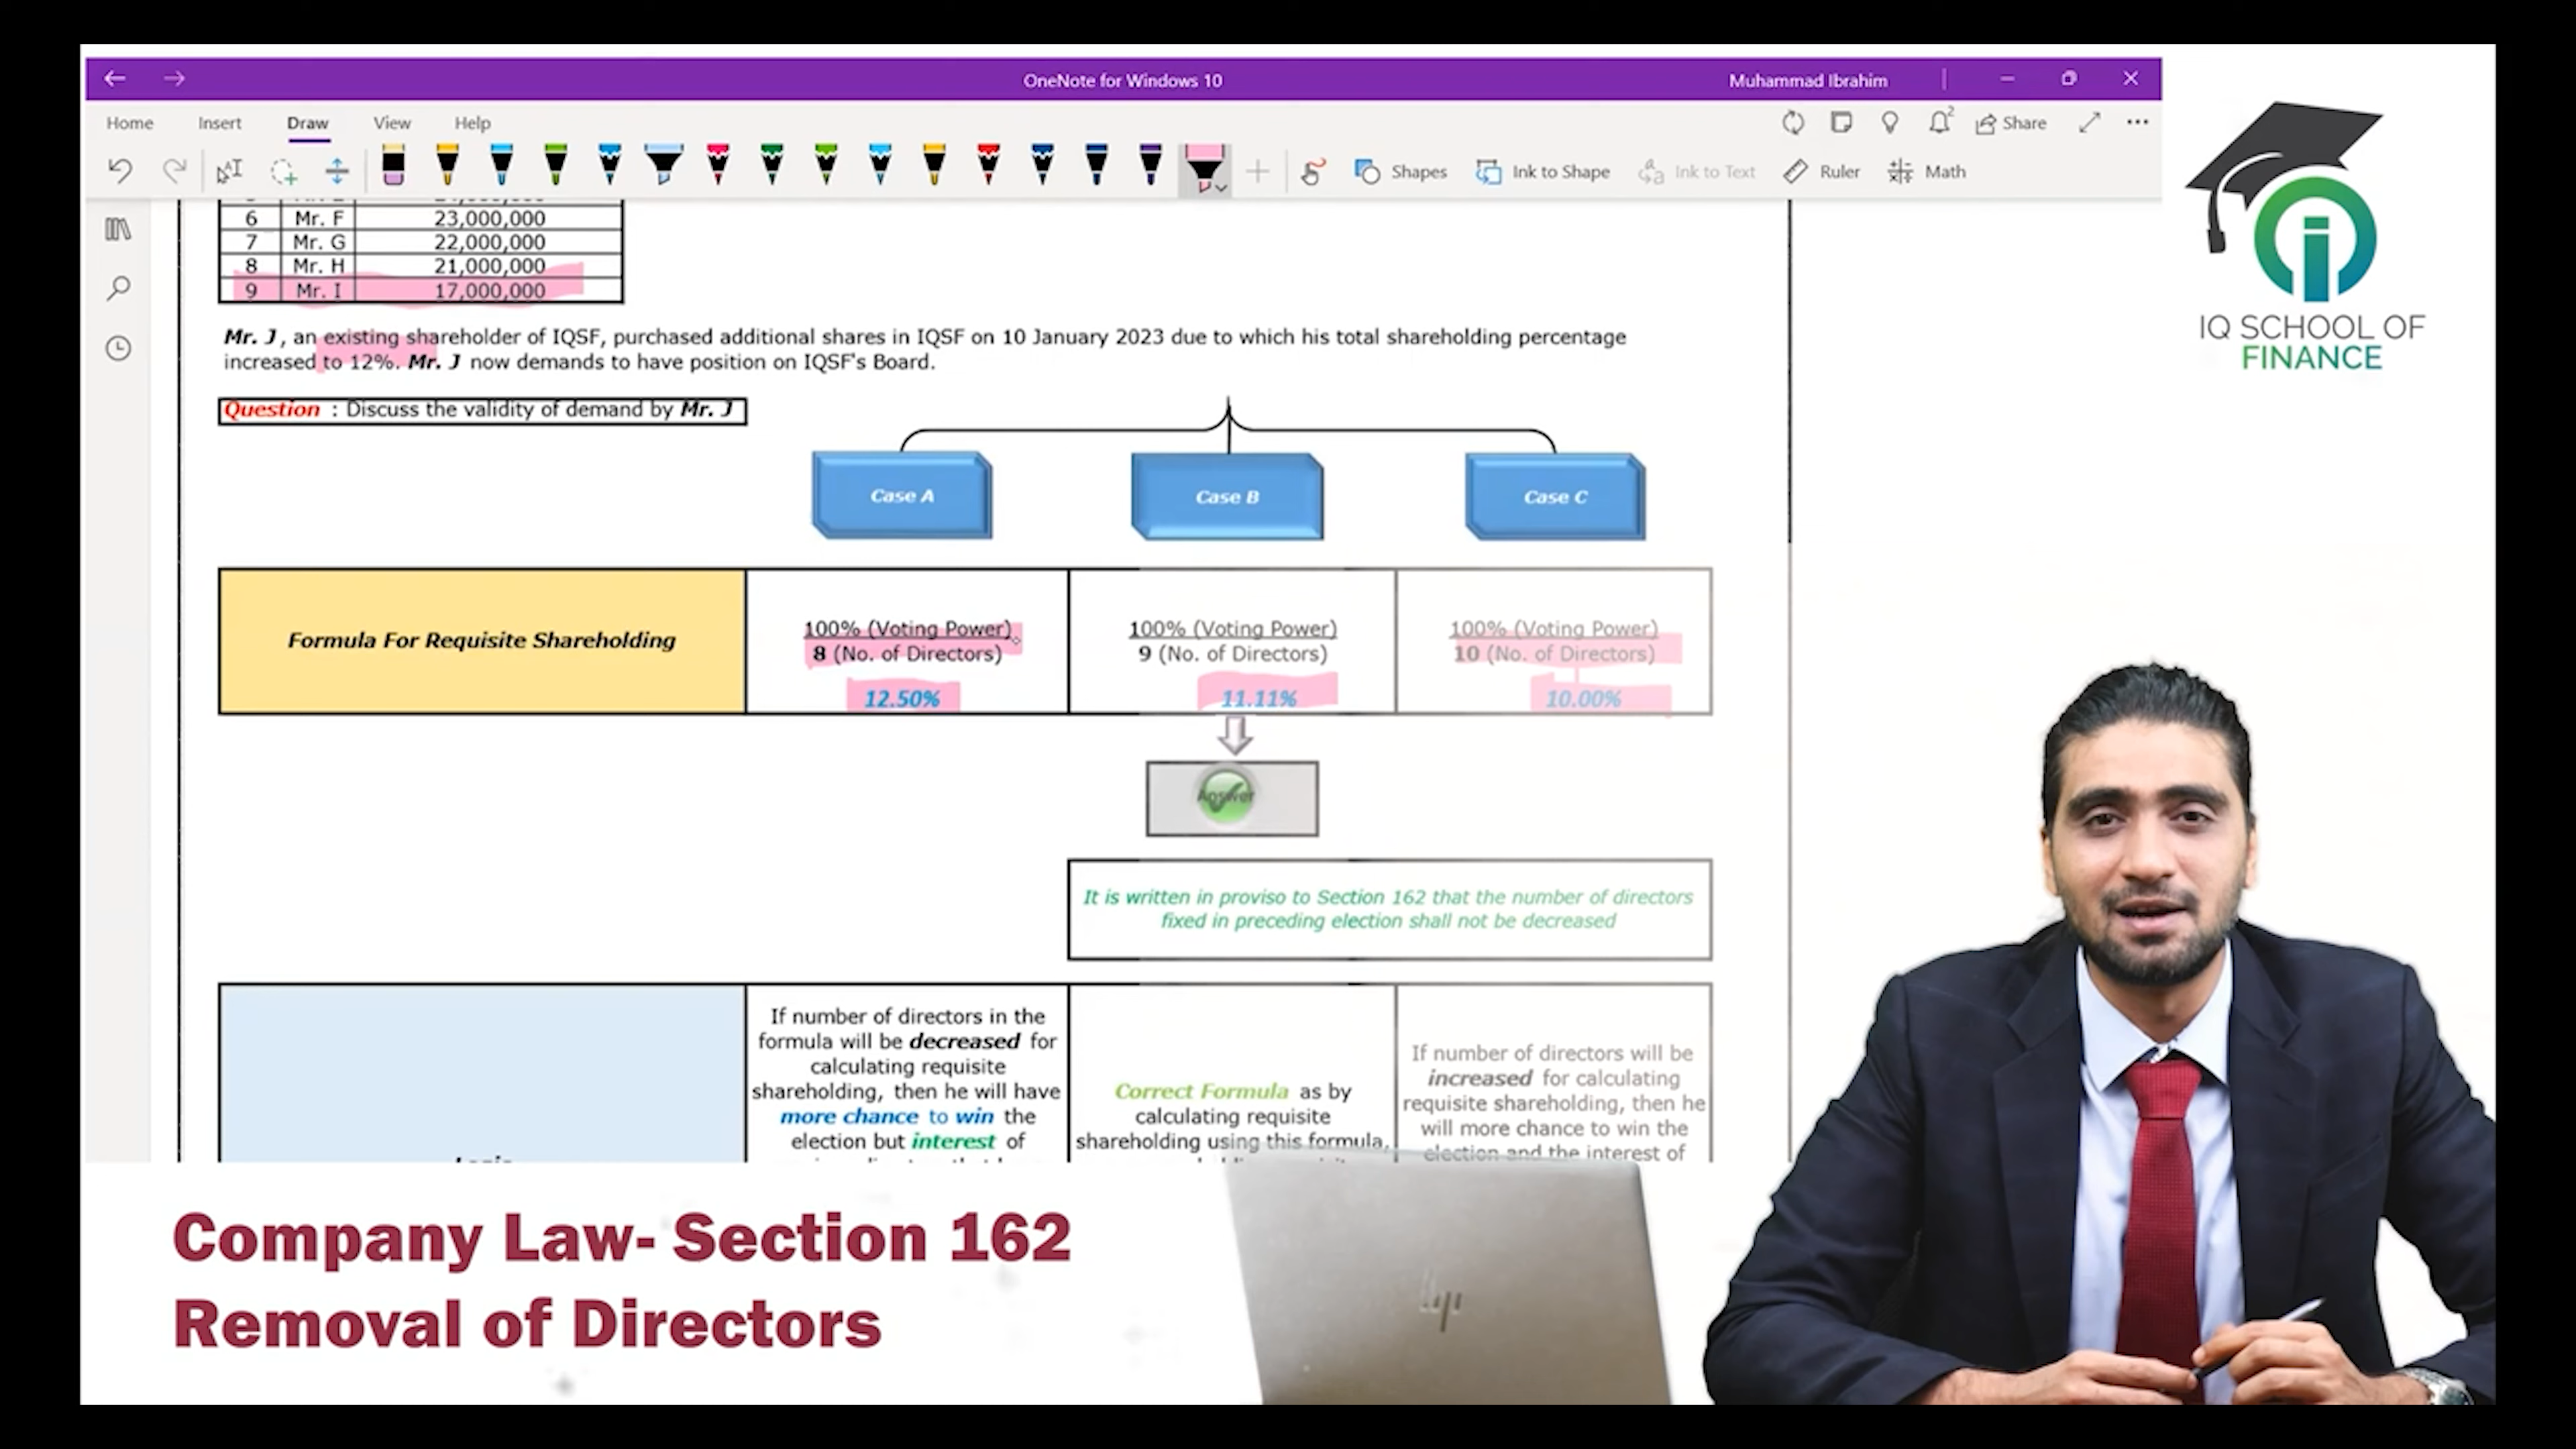 OneNote for Windows 10
Muhammad Ibrahim
Home Insert Draw View Help
2 Share
Shapes Ink to Shape Ink to Text Ruler Math
6 Mr. F 23,000,000
7 Mr. G 22,000,000
8 Mr. H 21,000,000
9 Mr. I 17,000,000
Mr. J, an existing shareholder of IQSF, purchased additional shares in IQSF on 10 January 2023 due to which his total shareholding percentage
increased to 12%. Mr. J now demands to have position on IQSF's Board.
Question : Discuss the validity of demand by Mr. J
Case A
Case B
Case C
Formula For Requisite Shareholding
100% (Voting Power)
8 (No. of Directors)
12.50%
100% (Voting Power)
9 (No. of Directors)
11.11%
100% (Voting Power)
10 (No. of Directors)
10.00%
Answer
It is written in proviso to Section 162 that the number of directors
fixed in preceding election shall not be decreased
If number of directors in the
formula will be decreased for
calculating requisite
shareholding, then he will have
more chance to win the
election but interest of
Correct Formula as by
calculating requisite
shareholding using this formula,
If number of directors will be
increased for calculating
requisite shareholding, then he
will more chance to win the
election and the interest of
IQ SCHOOL OF
FINANCE
Company Law- Section 162
Removal of Directors
hp